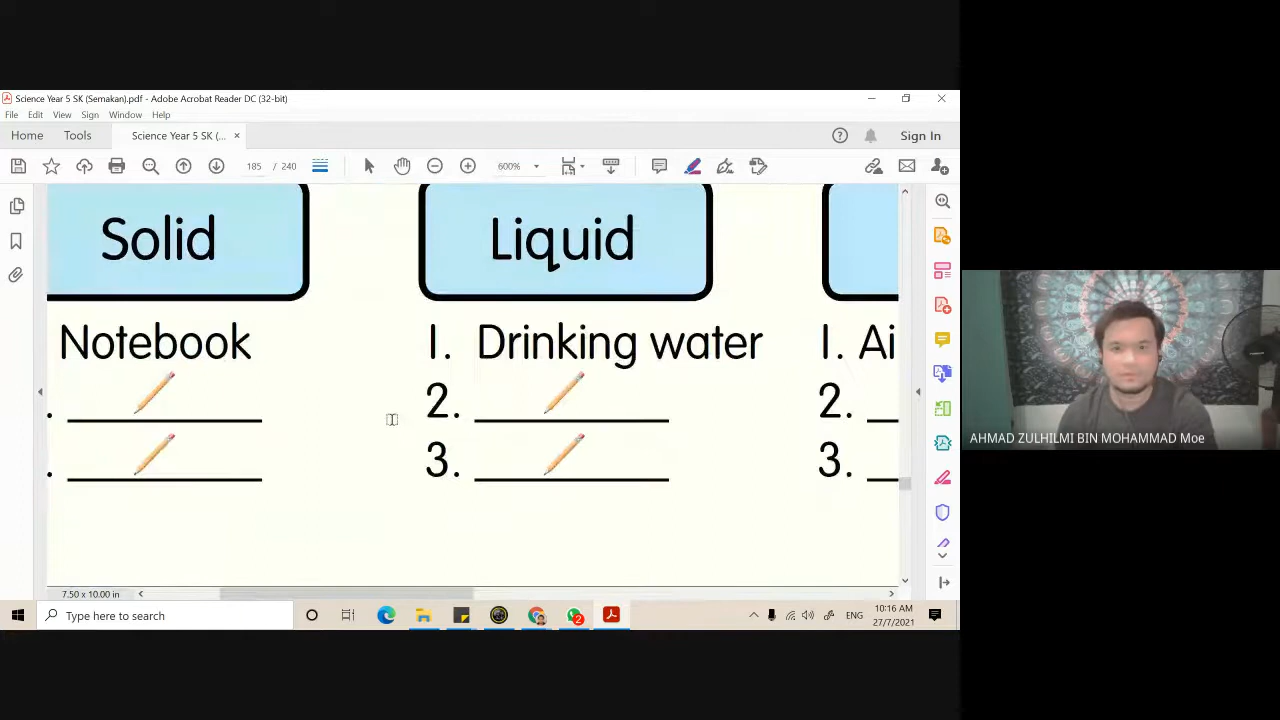 Science Year 5 SK (Semakan).pdf - Adobe Acrobat Reader DC (32-bit)
File Edit View Sign Window Help
Home Tools Science Year 5 SK (... × Sign In
185 / 240 600%
Solid Liquid
Notebook 1. Drinking water 1. Ai
. 2. 2.
. 3. 3.
AHMAD ZULHILMI BIN MOHAMMAD Moe
7.50 x 10.00 in
Type here to search 2 ENG 10:16 AM
27/7/2021